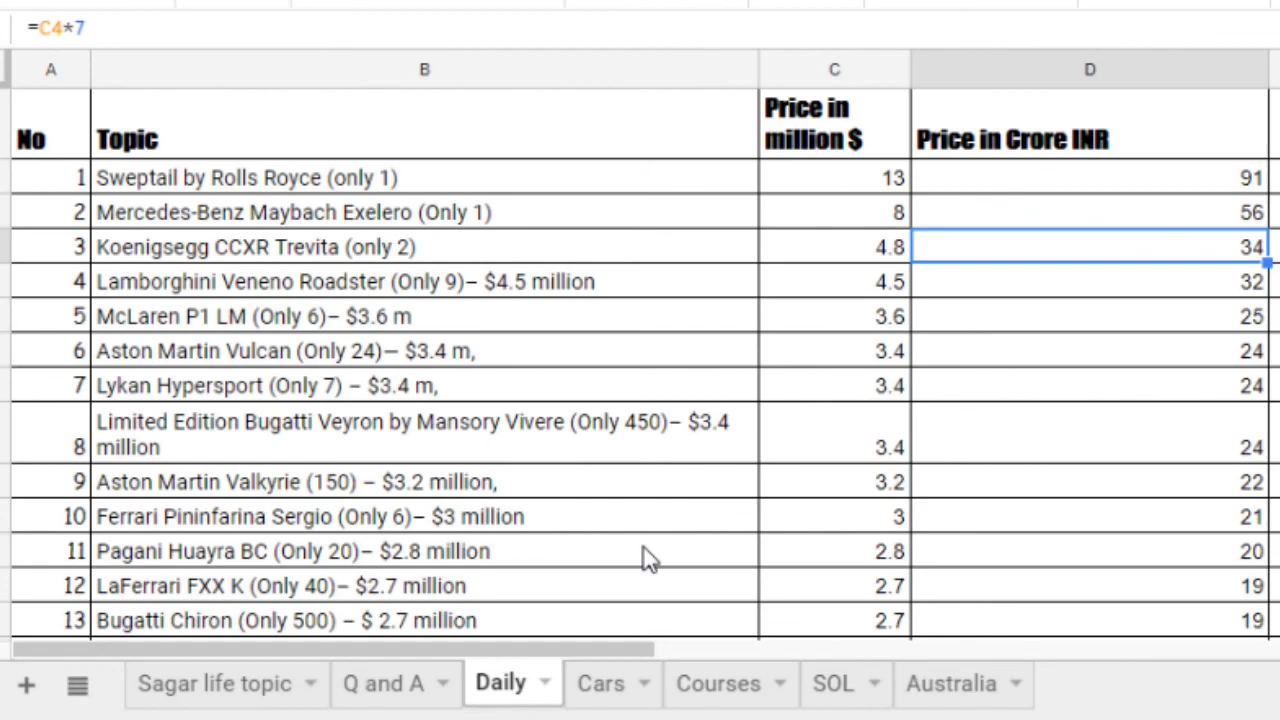 =C4*7
A B C D
Price in
No Topic million $ Price in Crore INR
1 Sweptail by Rolls Royce (only 1) 13 91
2 Mercedes-Benz Maybach Exelero (Only 1) 8 56
3 Koenigsegg CCXR Trevita (only 2) 4.8 34
4 Lamborghini Veneno Roadster (Only 9)– $4.5 million 4.5 32
5 McLaren P1 LM (Only 6)– $3.6 m 3.6 25
6 Aston Martin Vulcan (Only 24)— $3.4 m, 3.4 24
7 Lykan Hypersport (Only 7) – $3.4 m, 3.4 24
Limited Edition Bugatti Veyron by Mansory Vivere (Only 450)– $3.4
8 million 3.4 24
9 Aston Martin Valkyrie (150) – $3.2 million, 3.2 22
10 Ferrari Pininfarina Sergio (Only 6)– $3 million 3 21
11 Pagani Huayra BC (Only 20)– $2.8 million 2.8 20
12 LaFerrari FXX K (Only 40)– $2.7 million 2.7 19
13 Bugatti Chiron (Only 500) – $ 2.7 million 2.7 19
+ Sagar life topic Q and A Daily Cars Courses SOL Australia